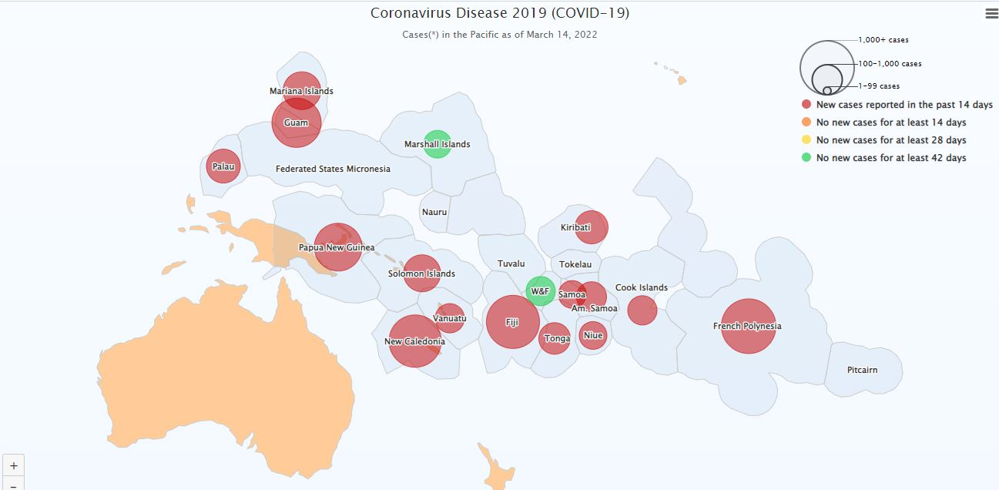 Coronavirus Disease 2019 (COVID-19)
Cases(*) in the Pacific as of March 14, 2022
1,000+ cases
100-1,000 cases
1-99 cases
New cases reported in the past 14 days
No new cases for at least 14 days
No new cases for at least 28 days
No new cases for at least 42 days
Mariana Islands
Guam
Marshall Islands
Palau
Federated States Micronesia
Nauru
Kiribati
Papua New Guinea
Tuvalu
Tokelau
Solomon Islands
Cook Islands
W&F
Samoa
Am. Samoa
Vanuatu
Fiji
French Polynesia
New Caledonia
Tonga
Niue
Pitcairn
+
−